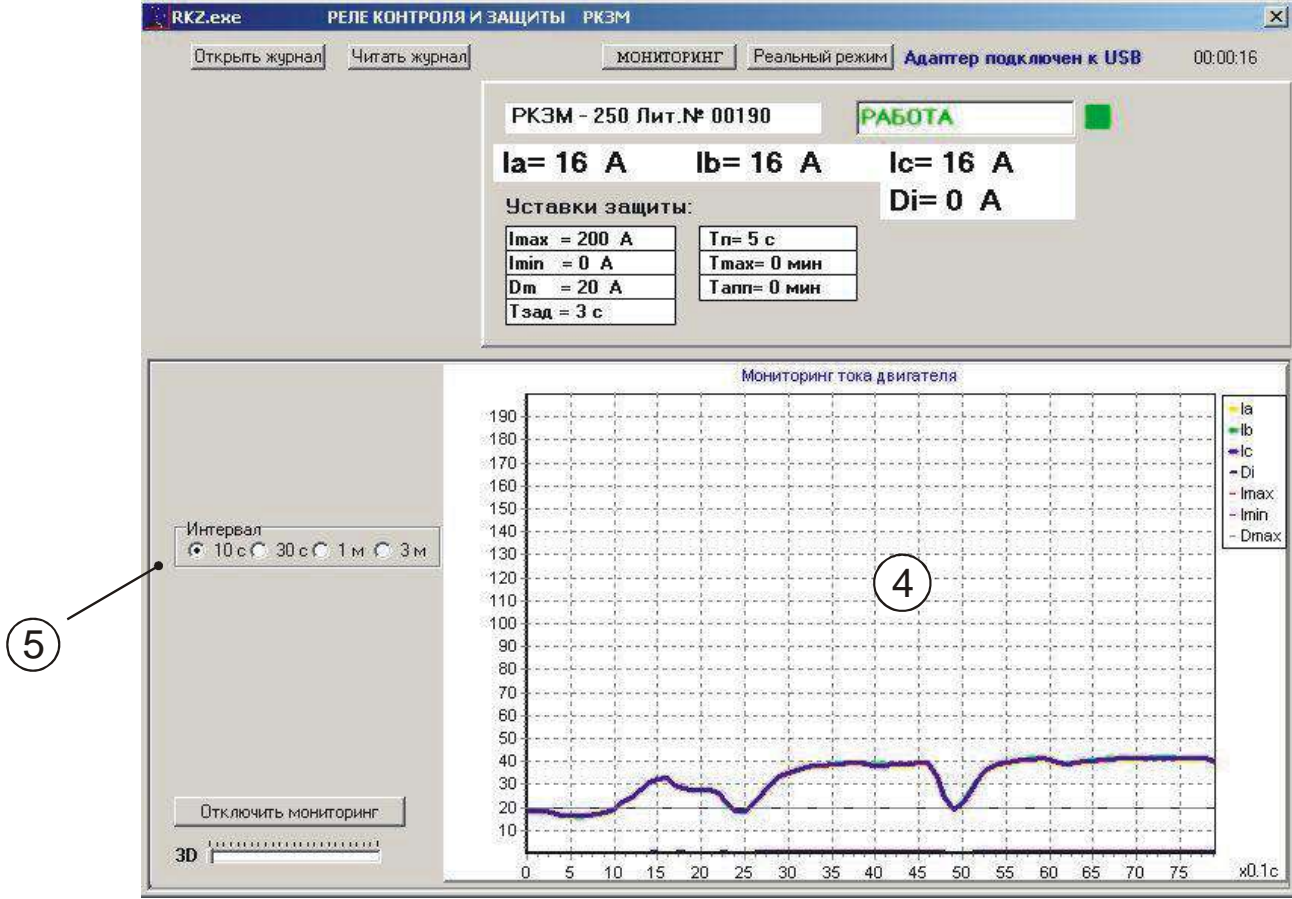 RKZ.exe РЕЛЕ КОНТРОЛЯ И ЗАЩИТЫ РКЗМ
Открыть журнал Читать журнал МОНИТОРИНГ Реальный режим Адаптер подключен к USB 00:00:16
РКЗМ - 250 Лит.№ 00190 РАБОТА
Ia= 16 A Ib= 16 A Ic= 16 A
Di= 0 A
Уставки защиты:
Imax = 200 A Тп= 5 с
Imin = 0 A Tmax= 0 мин
Dm = 20 A Тапп= 0 мин
Тзад = 3 с
Мониторинг тока двигателя
190
180
170
160
150
140
130
120
110
100
90
80
70
60
50
40
30
20
10
0 5 10 15 20 25 30 35 40 45 50 55 60 65 70 75 x0.1c
Ia
Ib
Ic
Di
Imax
Imin
Dmax
Интервал
10 с 30 с 1 м 3 м
4
5
Отключить мониторинг
3D